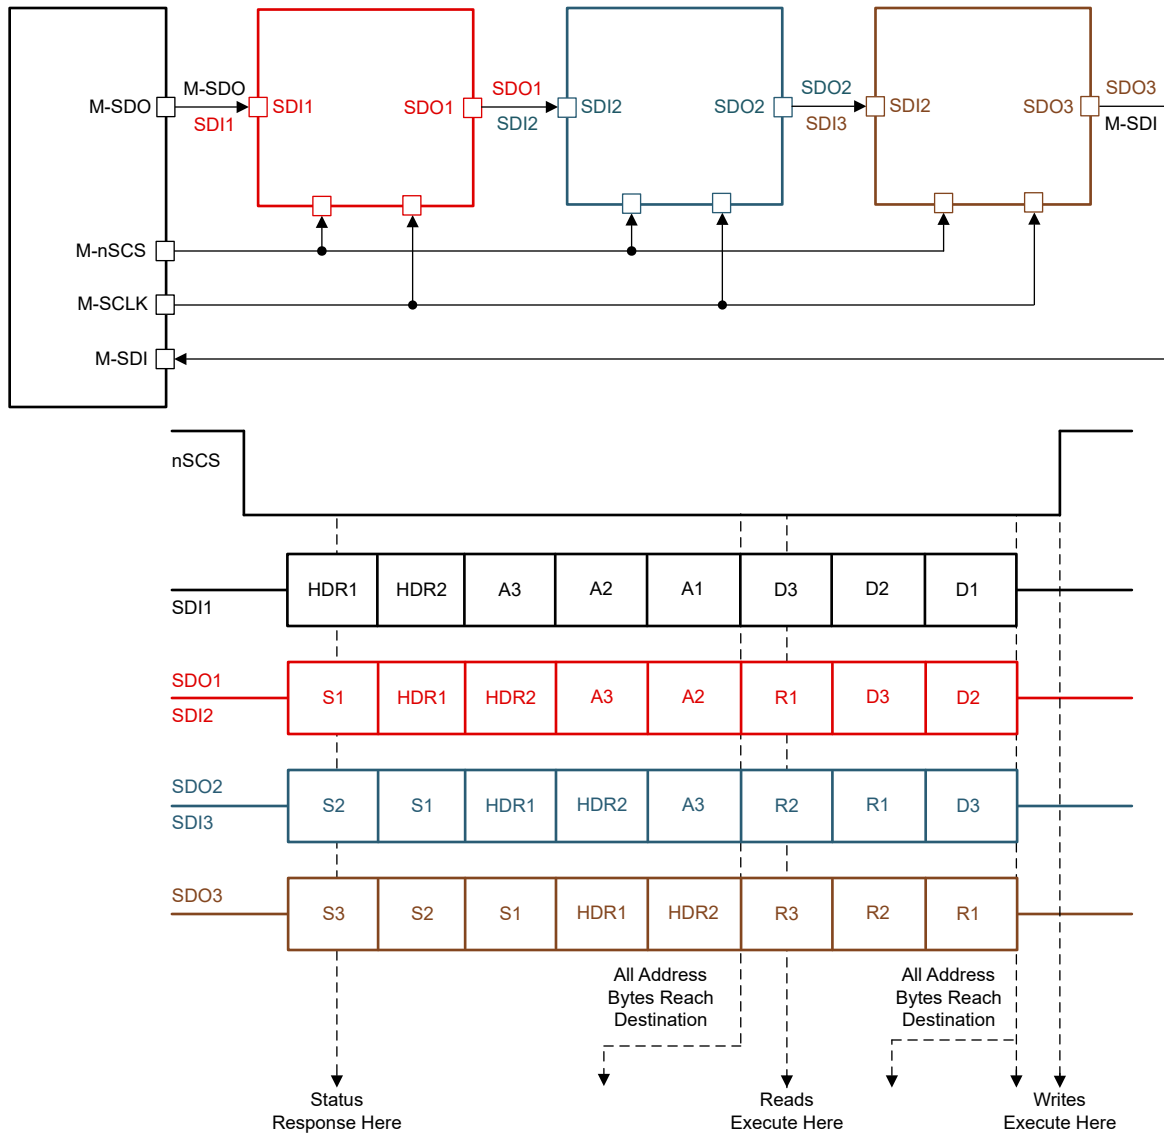 M-SDO
M-SDO
SDI1
SDI1
SDO1
SDO1
SDI2
SDI2
SDO2
SDO2
SDI3
SDI2
SDO3
SDO3
M-SDI
M-nSCS
M-SCLK
M-SDI
nSCS
SDI1
HDR1 HDR2 A3 A2 A1 D3 D2 D1
SDO1
SDI2
S1 HDR1 HDR2 A3 A2 R1 D3 D2
SDO2
SDI3
S2 S1 HDR1 HDR2 A3 R2 R1 D3
SDO3
S3 S2 S1 HDR1 HDR2 R3 R2 R1
All Address
Bytes Reach
Destination
All Address
Bytes Reach
Destination
Status
Response Here
Reads
Execute Here
Writes
Execute Here